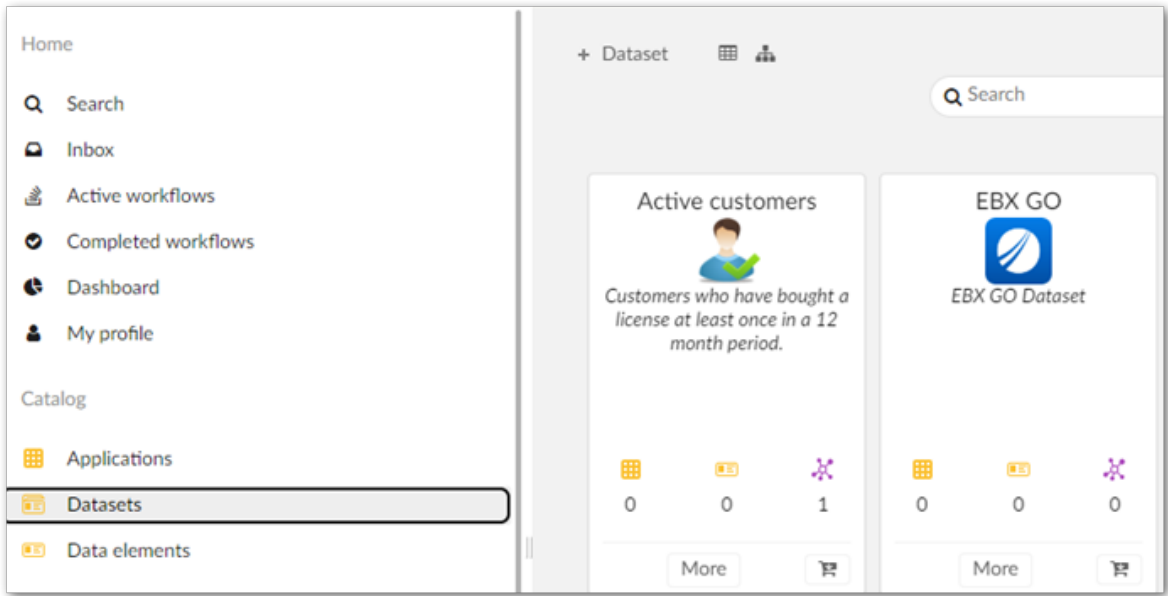 Home
Search
Inbox
Active workflows
Completed workflows
Dashboard
My profile
Catalog
Applications
Datasets
Data elements
+ Dataset
Search
Active customers
Customers who have bought a
license at least once in a 12
month period.
0 0 1
More
EBX GO
EBX GO Dataset
0 0 0
More